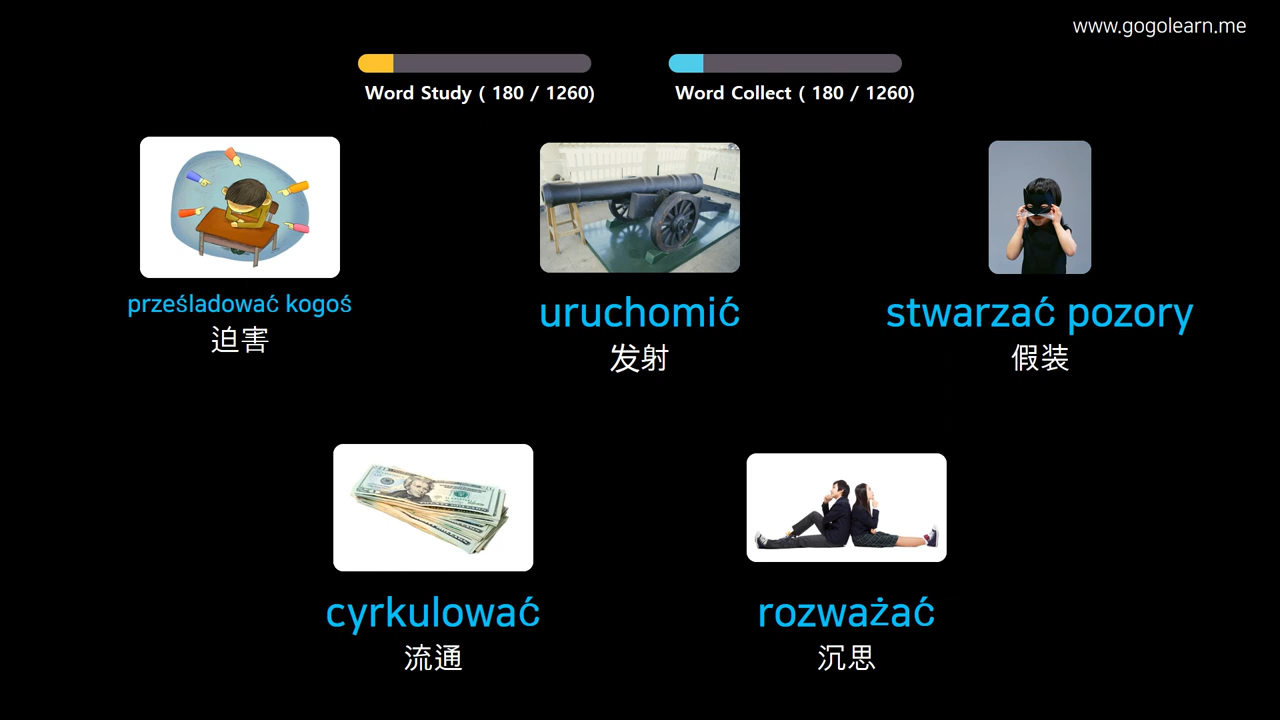 www.gogolearn.me
Word Study ( 180 / 1260)
Word Collect ( 180 / 1260)
prześladować kogoś
迫害
uruchomić
发射
stwarzać pozory
假装
cyrkulować
流通
rozważać
沉思